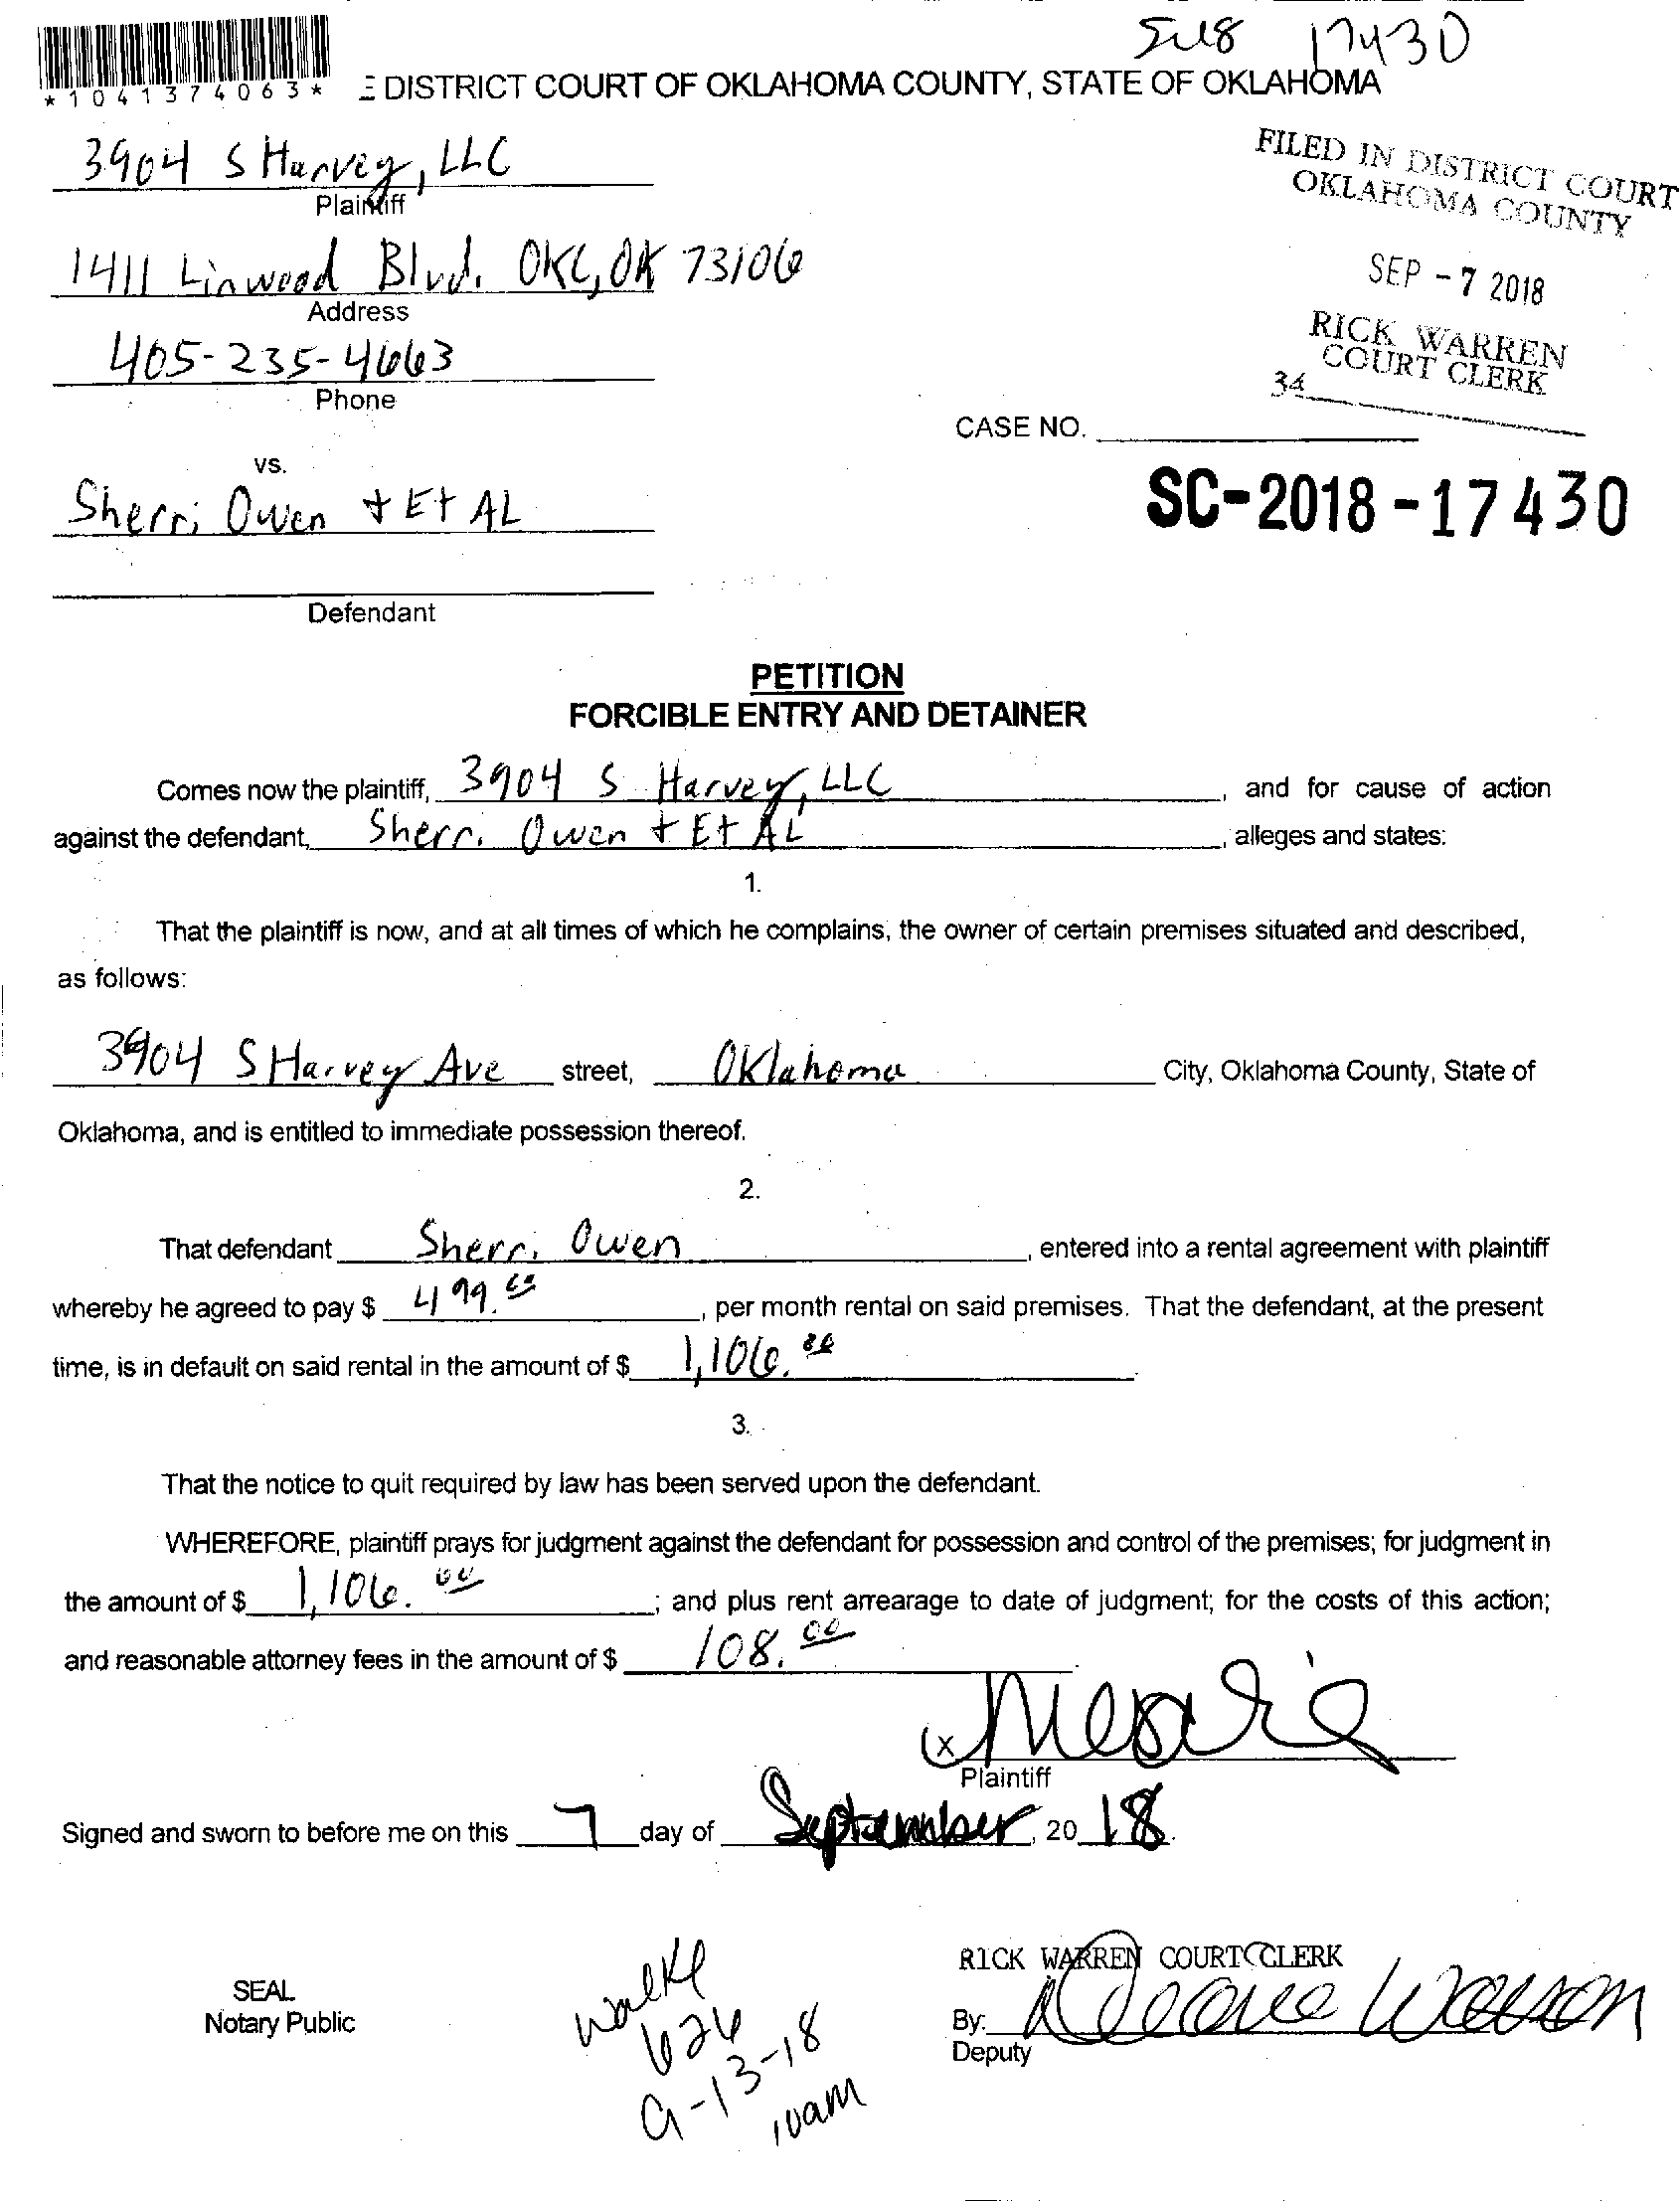 SC18 17430
*1041374063*
E DISTRICT COURT OF OKLAHOMA COUNTY, STATE OF OKLAHOMA
3904 S Harvey, LLC
Plaintiff
FILED IN DISTRICT COURT
OKLAHOMA COUNTY
1411 Linwood Blvd. OKC, OK 73106
Address
SEP - 7 2018
405-235-4663
Phone
RICK WARREN
COURT CLERK
34
CASE NO.
vs.
Sherri Owen + Et AL
SC-2018-17430
Defendant
PETITION
FORCIBLE ENTRY AND DETAINER
Comes now the plaintiff, 3904 S Harvey, LLC, and for cause of action
against the defendant, Sherri Owen + Et AL, alleges and states:
1.
That the plaintiff is now, and at all times of which he complains, the owner of certain premises situated and described,
as follows:
3904 S Harvey Ave street, Oklahoma City, Oklahoma County, State of
Oklahoma, and is entitled to immediate possession thereof.
2.
That defendant Sherri Owen, entered into a rental agreement with plaintiff
whereby he agreed to pay $ 499.00, per month rental on said premises. That the defendant, at the present
time, is in default on said rental in the amount of $ 1,106.00.
3.
That the notice to quit required by law has been served upon the defendant.
WHEREFORE, plaintiff prays for judgment against the defendant for possession and control of the premises; for judgment in
the amount of $ 1,106.00; and plus rent arrearage to date of judgment; for the costs of this action;
and reasonable attorney fees in the amount of $ 108.00.
x
Plaintiff
Signed and sworn to before me on this 7 day of September, 2018.
RICK WARREN COURT CLERK
SEAL
Notary Public
By:
Deputy
626
9-13-18
10am